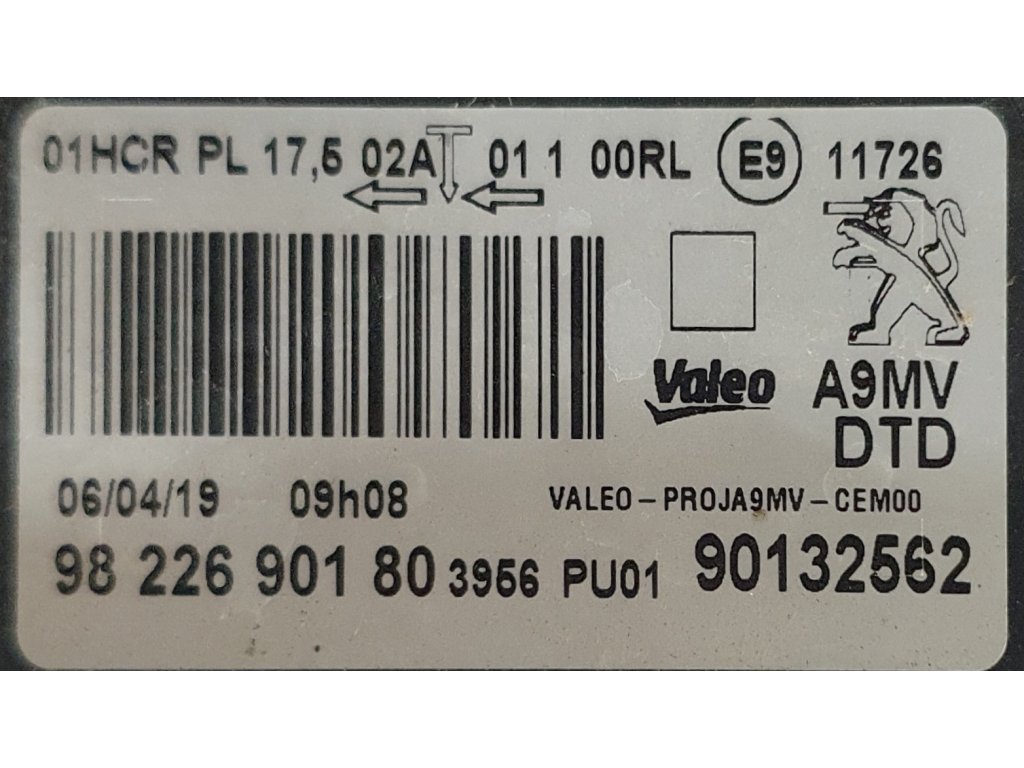 01HCR PL 17,5 02A 01 1 00RL E9 11726
Valeo A9MV
DTD
06/04/19 09h08 VALEO-PROJA9MV-CEM00
98 226 901 80 3956 PU01 90132562